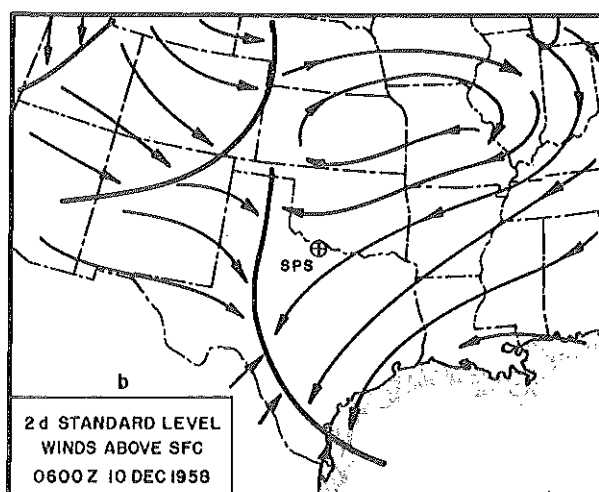 SPS
b
2d STANDARD LEVEL
WINDS ABOVE SFC
0600Z 10 DEC 1958